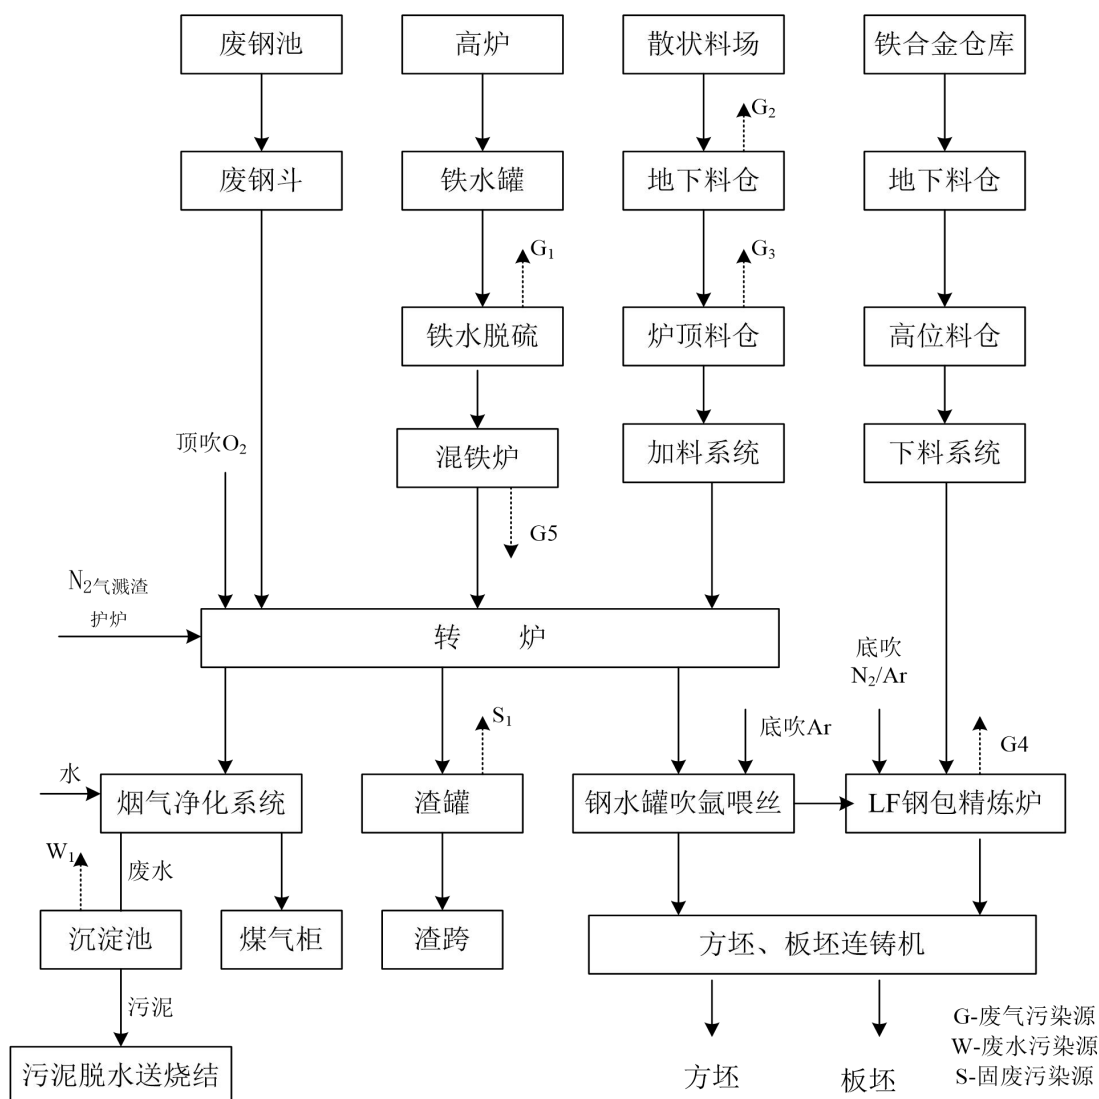 废钢池
高炉
散状料场
铁合金仓库
G₂
废钢斗
铁水罐
地下料仓
地下料仓
G₁
G₃
铁水脱硫
炉顶料仓
高位料仓
顶吹O₂
混铁炉
加料系统
下料系统
G5
N₂气溅渣
护炉
转 炉
底吹
N₂/Ar
S₁
底吹Ar
G4
水
烟气净化系统
渣罐
钢水罐吹氩喂丝
LF钢包精炼炉
W₁
废水
沉淀池
煤气柜
渣跨
方坯、板坯连铸机
污泥
G-废气污染源
W-废水污染源
污泥脱水送烧结
方坯
板坯
S-固废污染源